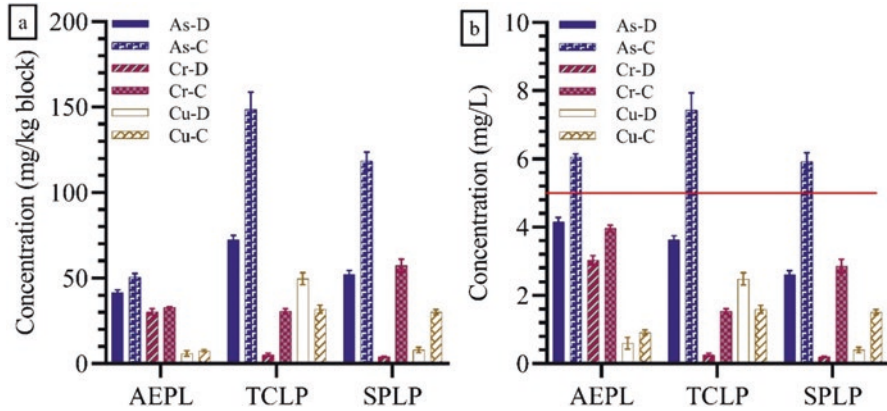 a
Concentration (mg/kg block)
200
150
100
50
0
As-D
As-C
Cr-D
Cr-C
Cu-D
Cu-C
AEPL
TCLP
SPLP
b
Concentration (mg/L)
10
8
6
4
2
0
As-D
As-C
Cr-D
Cr-C
Cu-D
Cu-C
AEPL
TCLP
SPLP